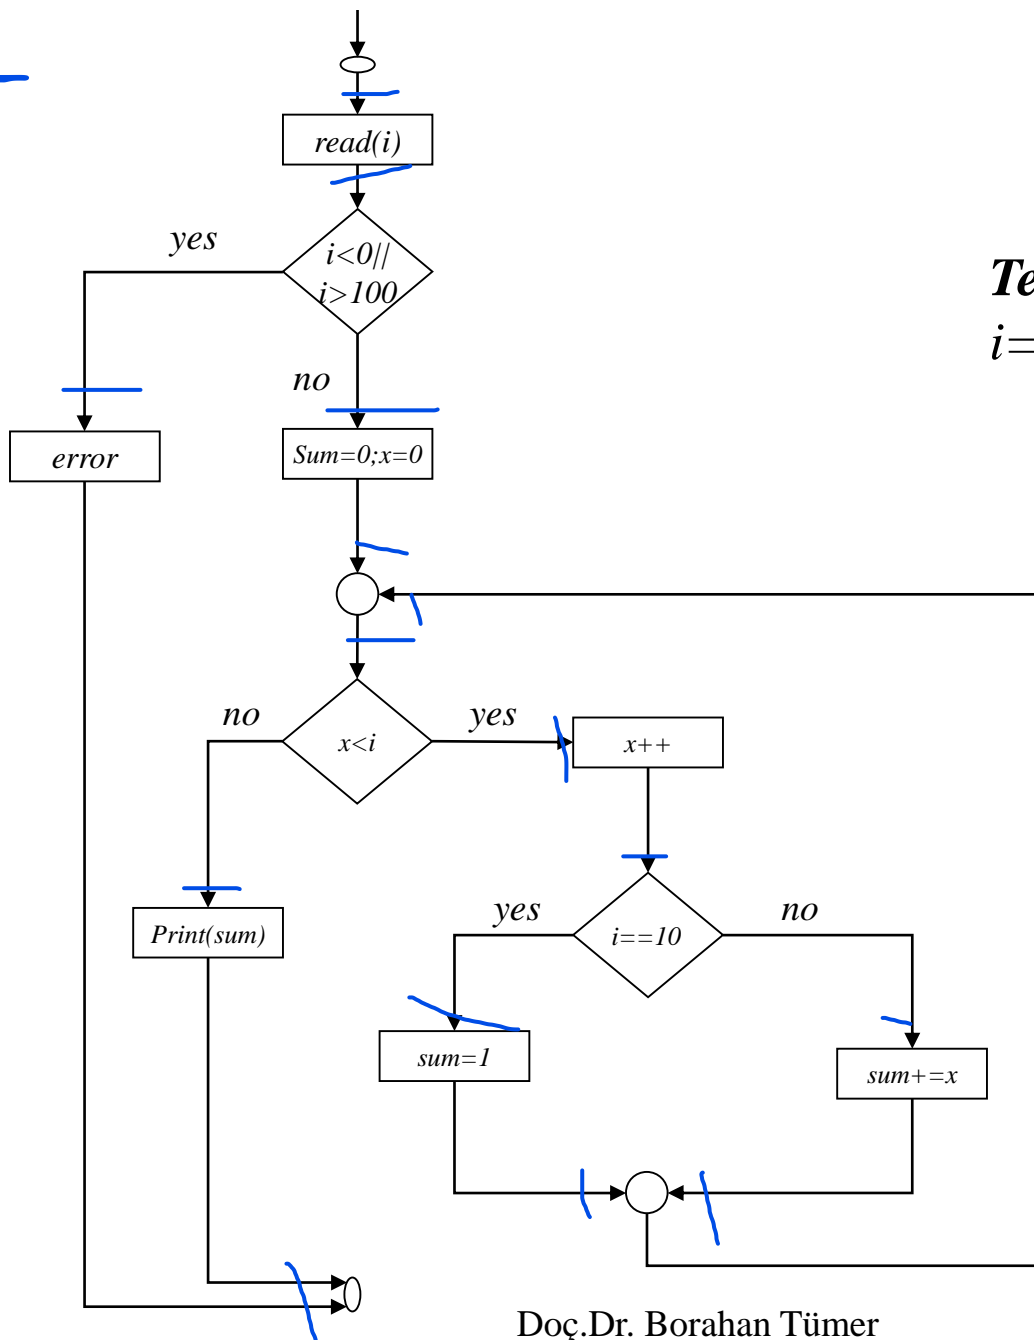 read(i)
yes
i<0||
i>100
Te
i=
no
error
Sum=0;x=0
no
yes
x<i
x++
yes
no
i==10
Print(sum)
sum=1
sum+=x
Doç.Dr. Borahan Tümer